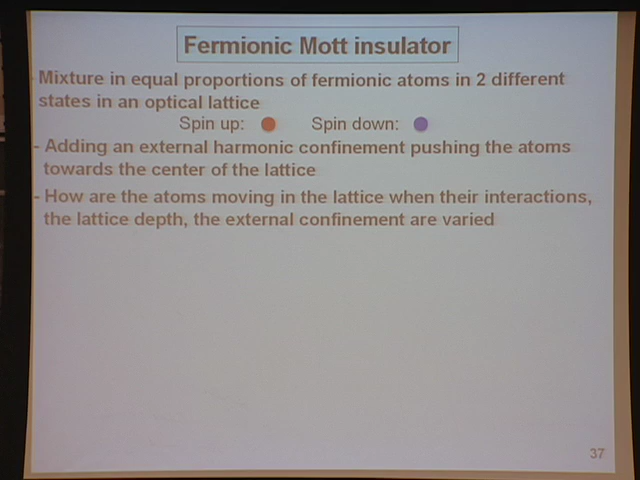 Fermionic Mott insulator
- Mixture in equal proportions of fermionic atoms in 2 different
states in an optical lattice
Spin up: Spin down:
- Adding an external harmonic confinement pushing the atoms
towards the center of the lattice
- How are the atoms moving in the lattice when their interactions,
the lattice depth, the external confinement are varied
37